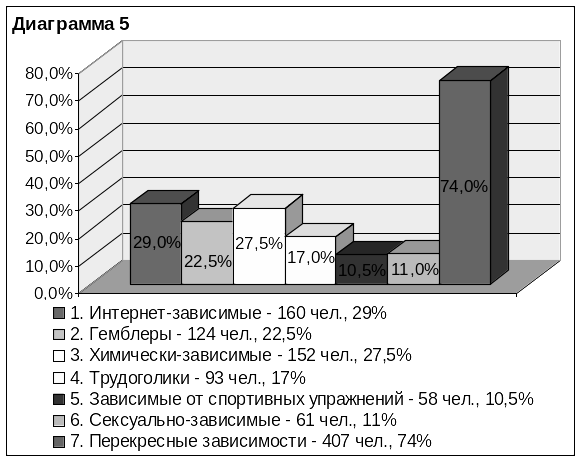 Диаграмма 5
80,0%
70,0%
60,0%
50,0%
40,0%
30,0%
20,0%
10,0%
0,0%
29,0%
22,5%
27,5%
17,0%
10,5%
11,0%
74,0%
1. Интернет-зависимые - 160 чел., 29%
2. Гемблеры - 124 чел., 22,5%
3. Химически-зависимые - 152 чел., 27,5%
4. Трудоголики - 93 чел., 17%
5. Зависимые от спортивных упражнений - 58 чел., 10,5%
6. Сексуально-зависимые - 61 чел., 11%
7. Перекресные зависимости - 407 чел., 74%